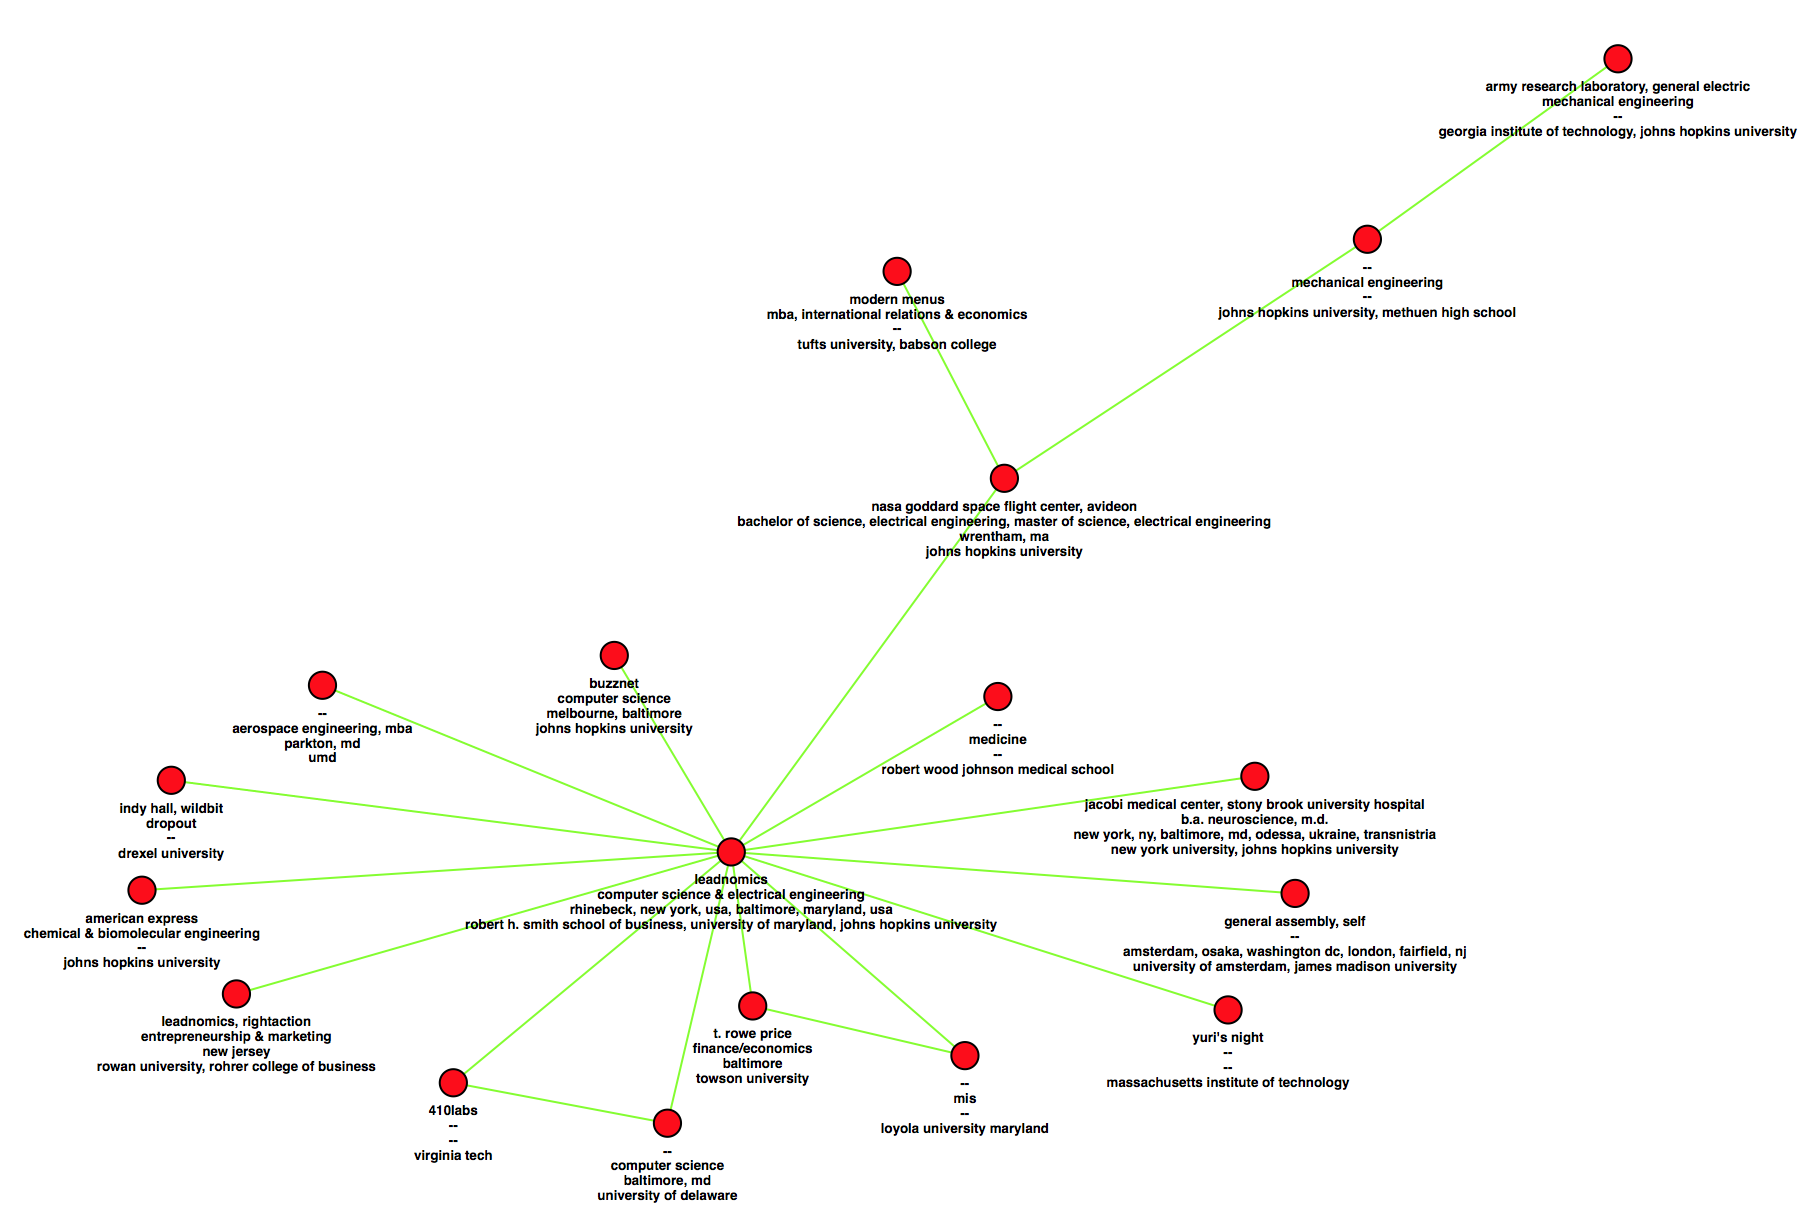 army research laboratory, general electric
mechanical engineering
--
georgia institute of technology, johns hopkins university
--
mechanical engineering
--
johns hopkins university, methuen high school
modern menus
mba, international relations & economics
--
tufts university, babson college
nasa goddard space flight center, avideon
bachelor of science, electrical engineering, master of science, electrical engineering
wrentham, ma
johns hopkins university
buzznet
computer science
melbourne, baltimore
johns hopkins university
--
aerospace engineering, mba
parkton, md
umd
--
medicine
--
robert wood johnson medical school
indy hall, wildbit
dropout
--
drexel university
jacobi medical center, stony brook university hospital
b.a. neuroscience, m.d.
new york, ny, baltimore, md, odessa, ukraine, transnistria
new york university, johns hopkins university
leadnomics
computer science & electrical engineering
rhinebeck, new york, usa, baltimore, maryland, usa
robert h. smith school of business, university of maryland, johns hopkins university
american express
chemical & biomolecular engineering
--
johns hopkins university
general assembly, self
--
amsterdam, osaka, washington dc, london, fairfield, nj
university of amsterdam, james madison university
leadnomics, rightaction
entrepreneurship & marketing
new jersey
rowan university, rohrer college of business
t. rowe price
finance/economics
baltimore
towson university
yuri's night
--
--
massachusetts institute of technology
--
mis
--
loyola university maryland
410labs
--
--
virginia tech
--
computer science
baltimore, md
university of delaware